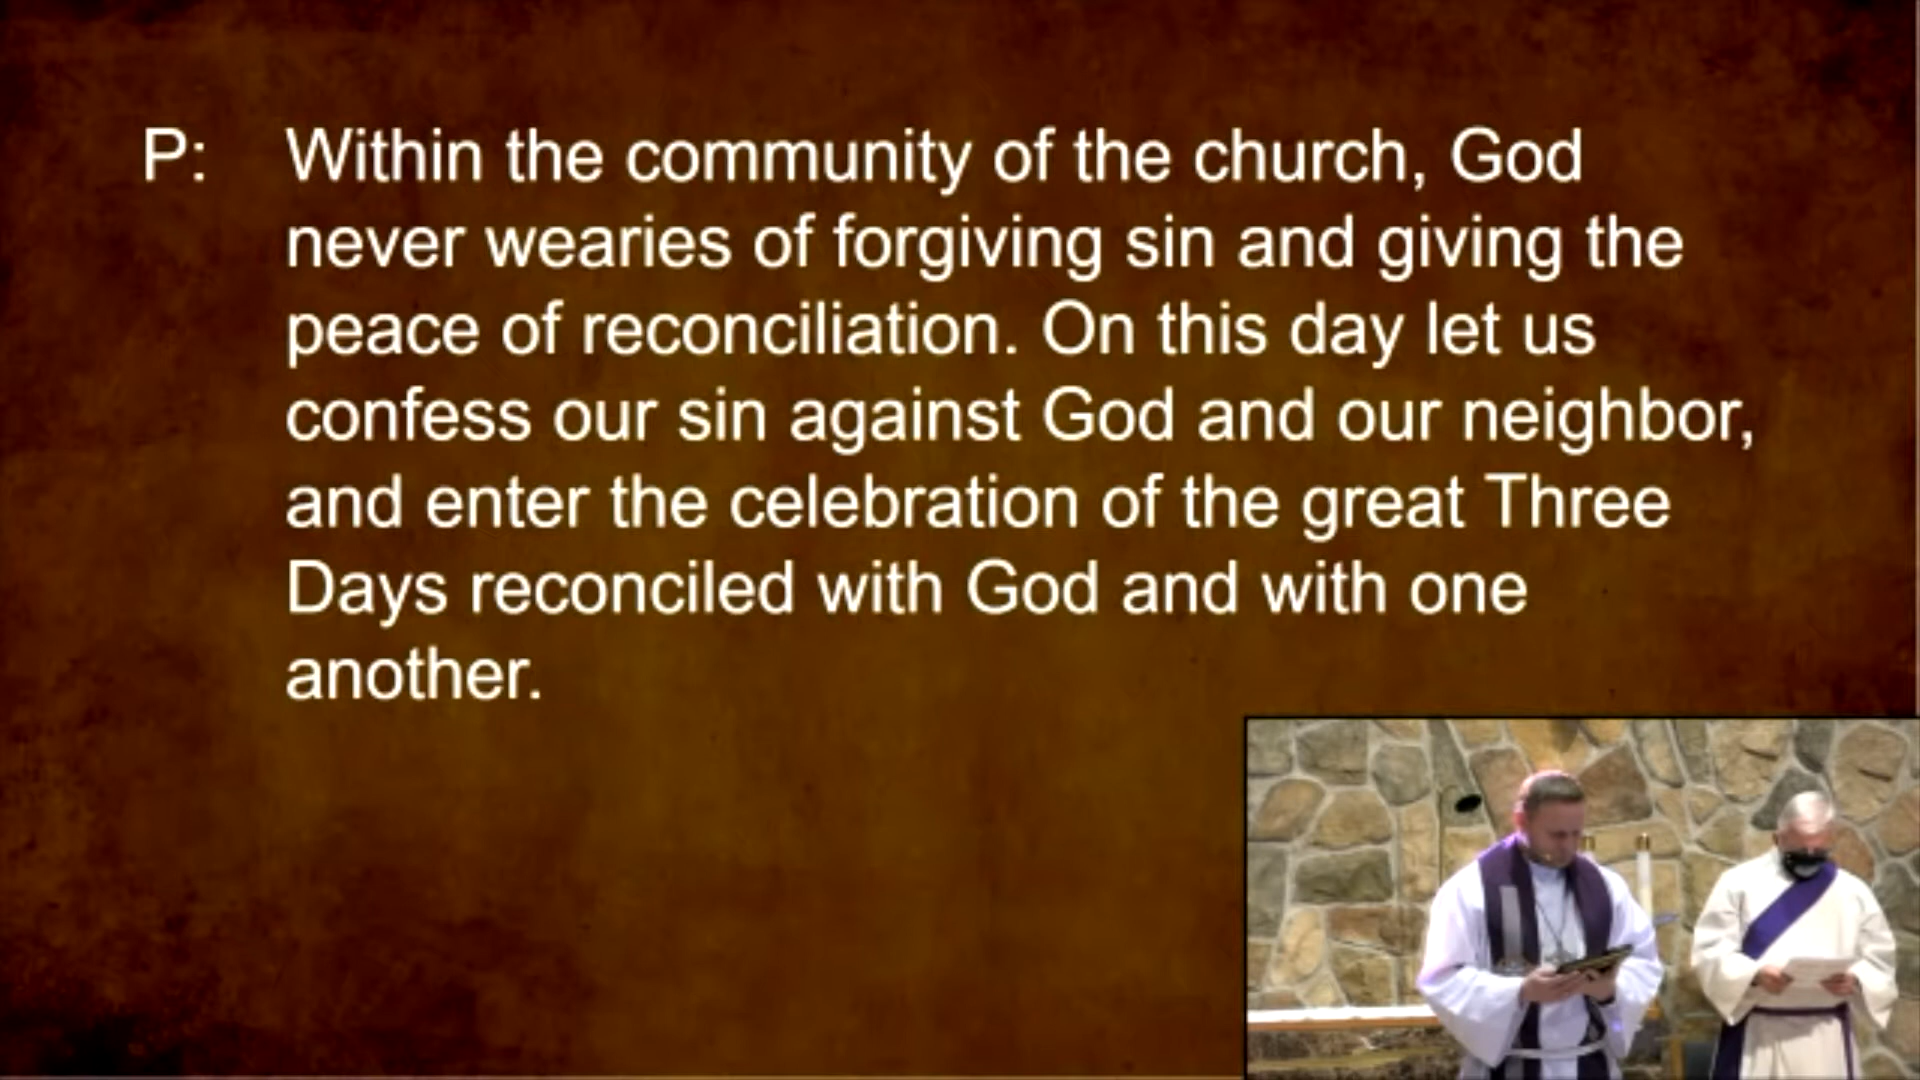 P: Within the community of the church, God
never wearies of forgiving sin and giving the
peace of reconciliation. On this day let us
confess our sin against God and our neighbor,
and enter the celebration of the great Three
Days reconciled with God and with one
another.